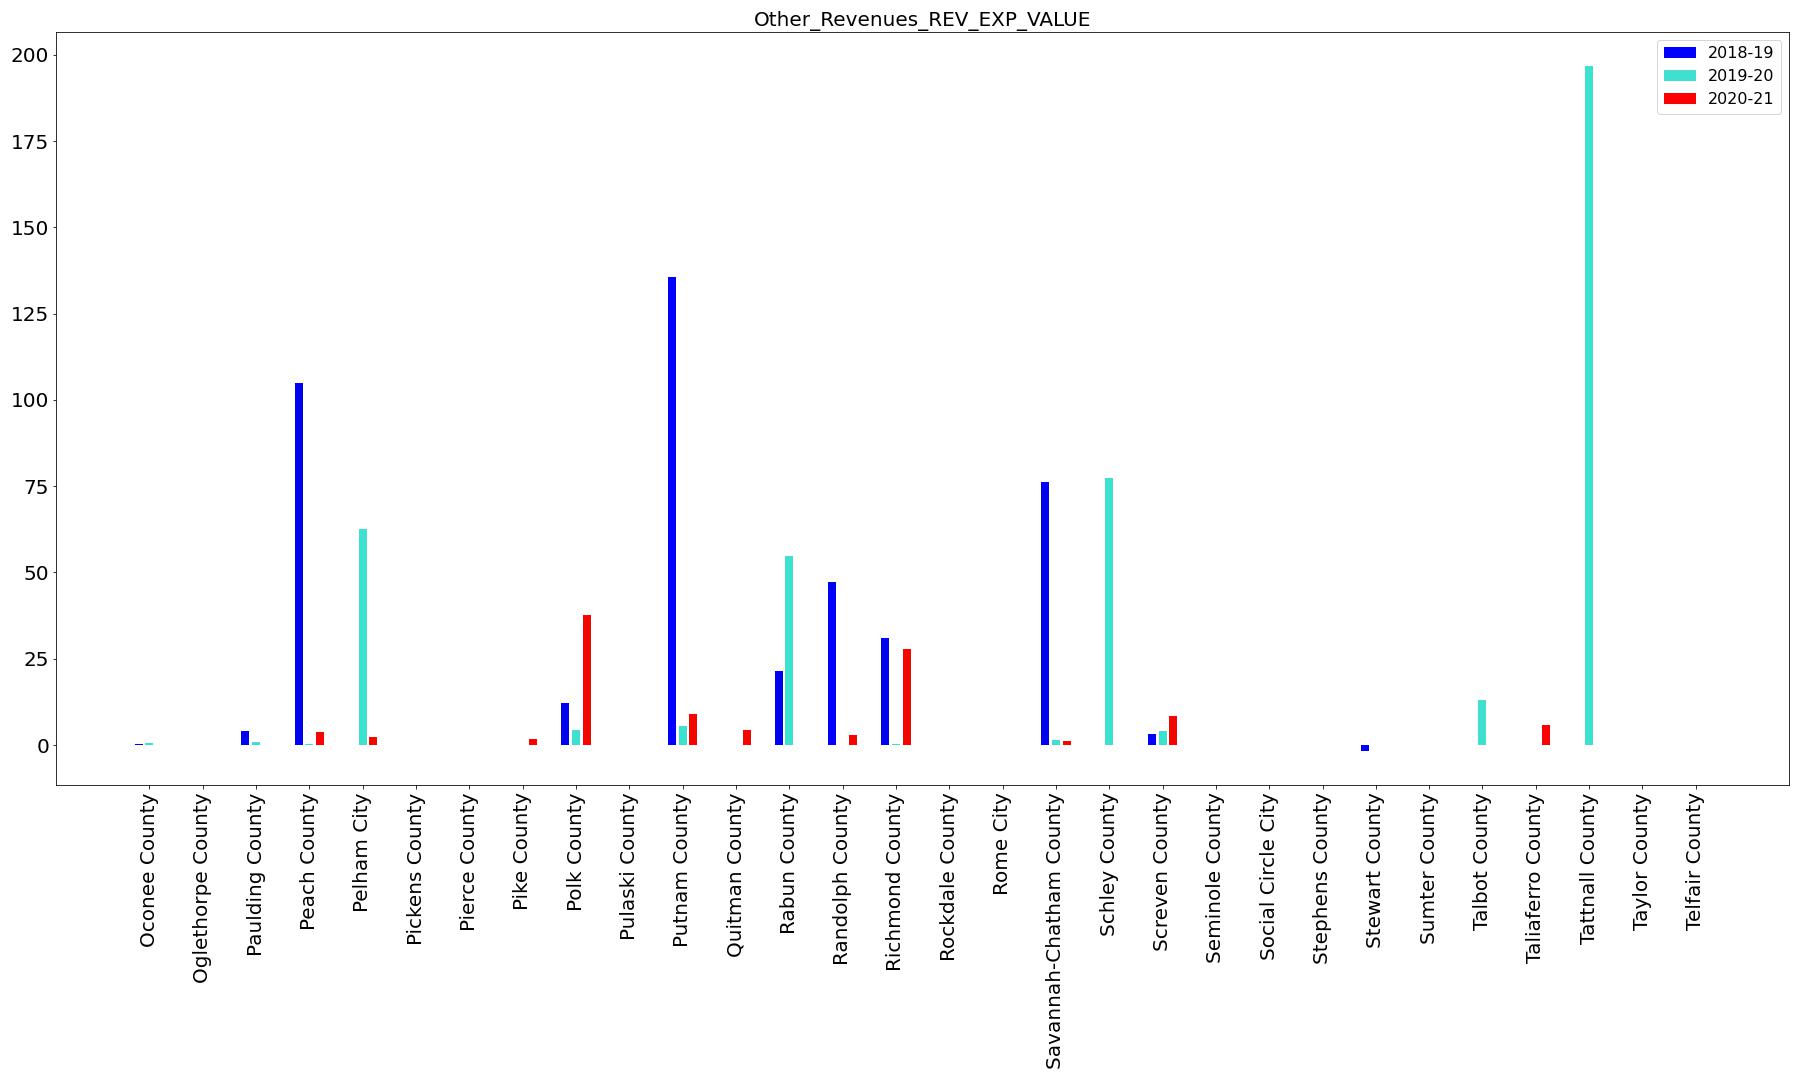 Other_Revenues_REV_EXP_VALUE
200
175
150
125
100
75
50
25
0
2018-19
2019-20
2020-21
Oconee County
Oglethorpe County
Paulding County
Peach County
Pelham City
Pickens County
Pierce County
Pike County
Polk County
Pulaski County
Putnam County
Quitman County
Rabun County
Randolph County
Richmond County
Rockdale County
Rome City
Savannah-Chatham County
Schley County
Screven County
Seminole County
Social Circle City
Stephens County
Stewart County
Sumter County
Talbot County
Taliaferro County
Tattnall County
Taylor County
Telfair County